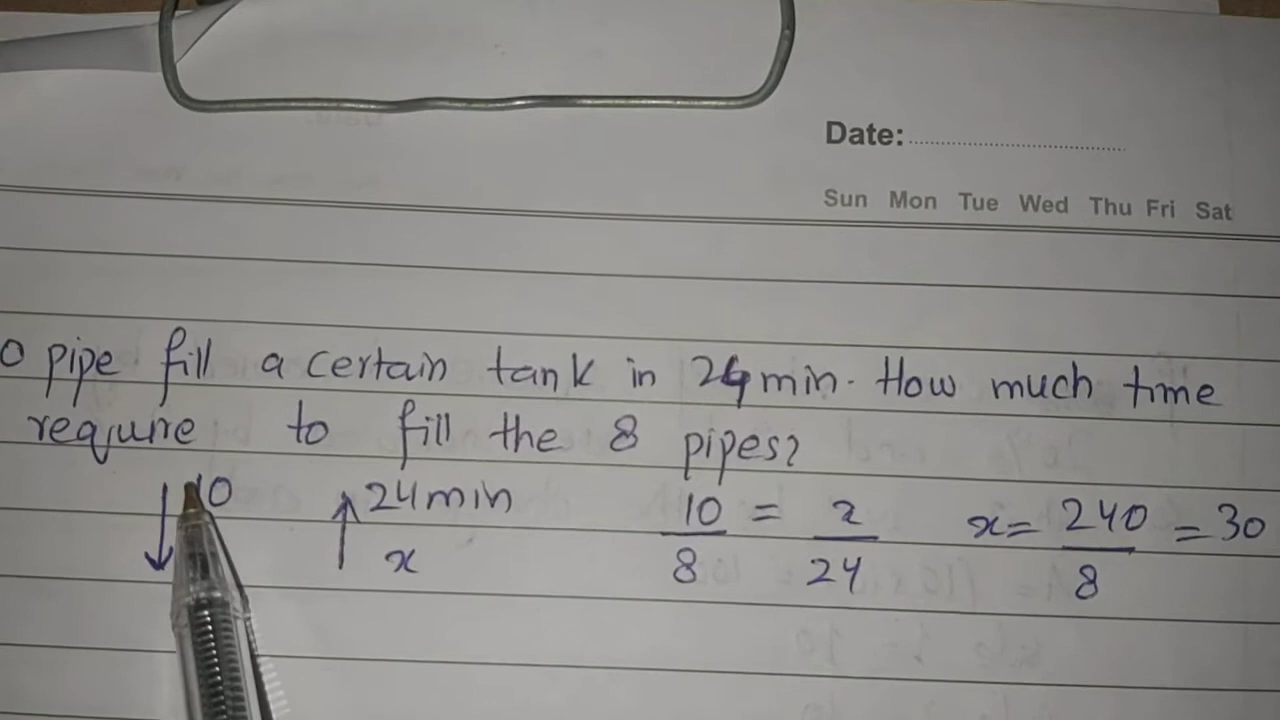 Date:
Sun Mon Tue Wed Thu Fri Sat
0 pipe fill a certain tank in 24 min. How much time
require to fill the 8 pipes?
↓ 10 ↑ 24 min 10/8 = x/24 x = 240/8 = 30
x